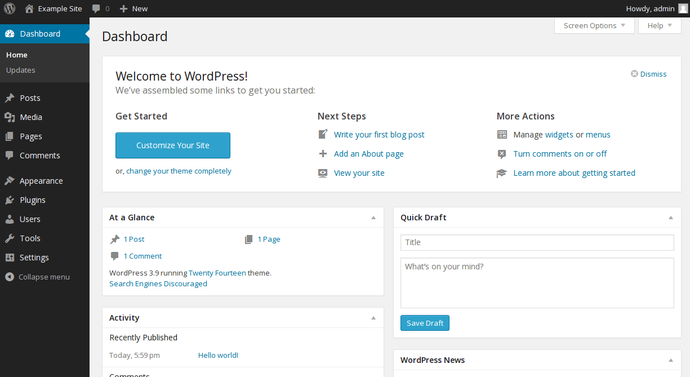 Example Site 0 New Howdy, admin
Dashboard
Home
Updates
Posts
Media
Pages
Comments
Appearance
Plugins
Users
Tools
Settings
Collapse menu
Screen Options Help
Dashboard
Welcome to WordPress!
We've assembled some links to get you started:
Dismiss
Get Started
Customize Your Site
or, change your theme completely
Next Steps
Write your first blog post
Add an About page
View your site
More Actions
Manage widgets or menus
Turn comments on or off
Learn more about getting started
At a Glance
1 Post 1 Page
1 Comment
WordPress 3.9 running Twenty Fourteen theme.
Search Engines Discouraged
Activity
Recently Published
Today, 5:59 pm Hello world!
Comments
Quick Draft
Title
What's on your mind?
Save Draft
WordPress News